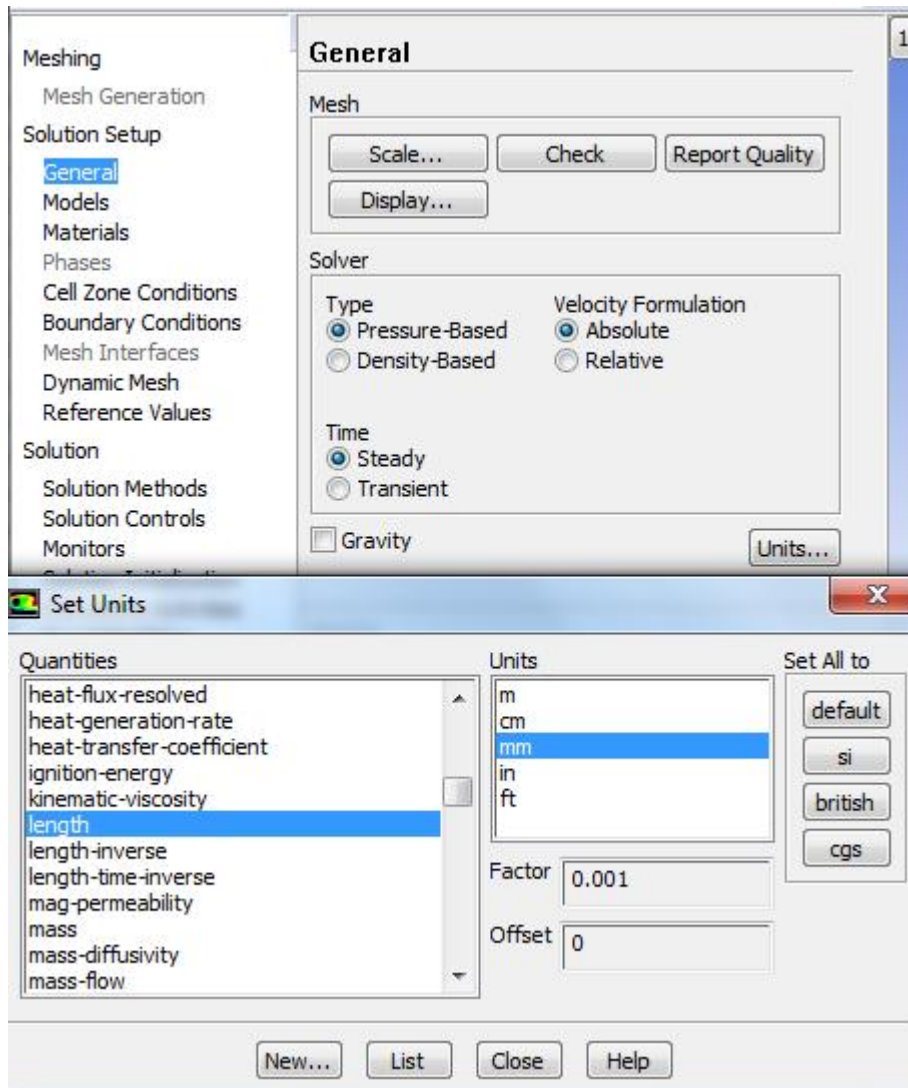 Meshing
Mesh Generation
Solution Setup
General
Models
Materials
Phases
Cell Zone Conditions
Boundary Conditions
Mesh Interfaces
Dynamic Mesh
Reference Values
Solution
Solution Methods
Solution Controls
Monitors
General
Mesh
Scale...
Check
Report Quality
Display...
Solver
Type
Pressure-Based
Density-Based
Velocity Formulation
Absolute
Relative
Time
Steady
Transient
Gravity
Units...
1
Set Units
Quantities
heat-flux-resolved
heat-generation-rate
heat-transfer-coefficient
ignition-energy
kinematic-viscosity
length
length-inverse
length-time-inverse
mag-permeability
mass
mass-diffusivity
mass-flow
Units
m
cm
mm
in
ft
Factor 0.001
Offset 0
Set All to
default
si
british
cgs
New...
List
Close
Help